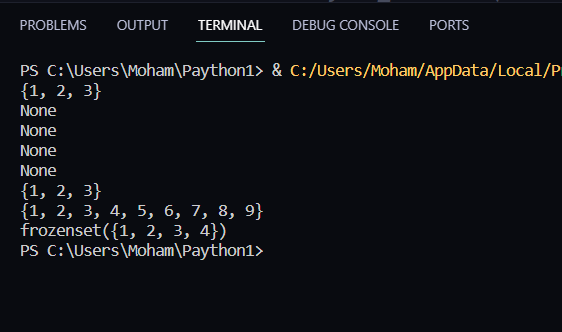 PROBLEMS OUTPUT TERMINAL DEBUG CONSOLE PORTS
PS C:\Users\Moham\Paython1> & C:/Users/Moham/AppData/Local/P
{1, 2, 3}
None
None
None
None
{1, 2, 3}
{1, 2, 3, 4, 5, 6, 7, 8, 9}
frozenset({1, 2, 3, 4})
PS C:\Users\Moham\Paython1>